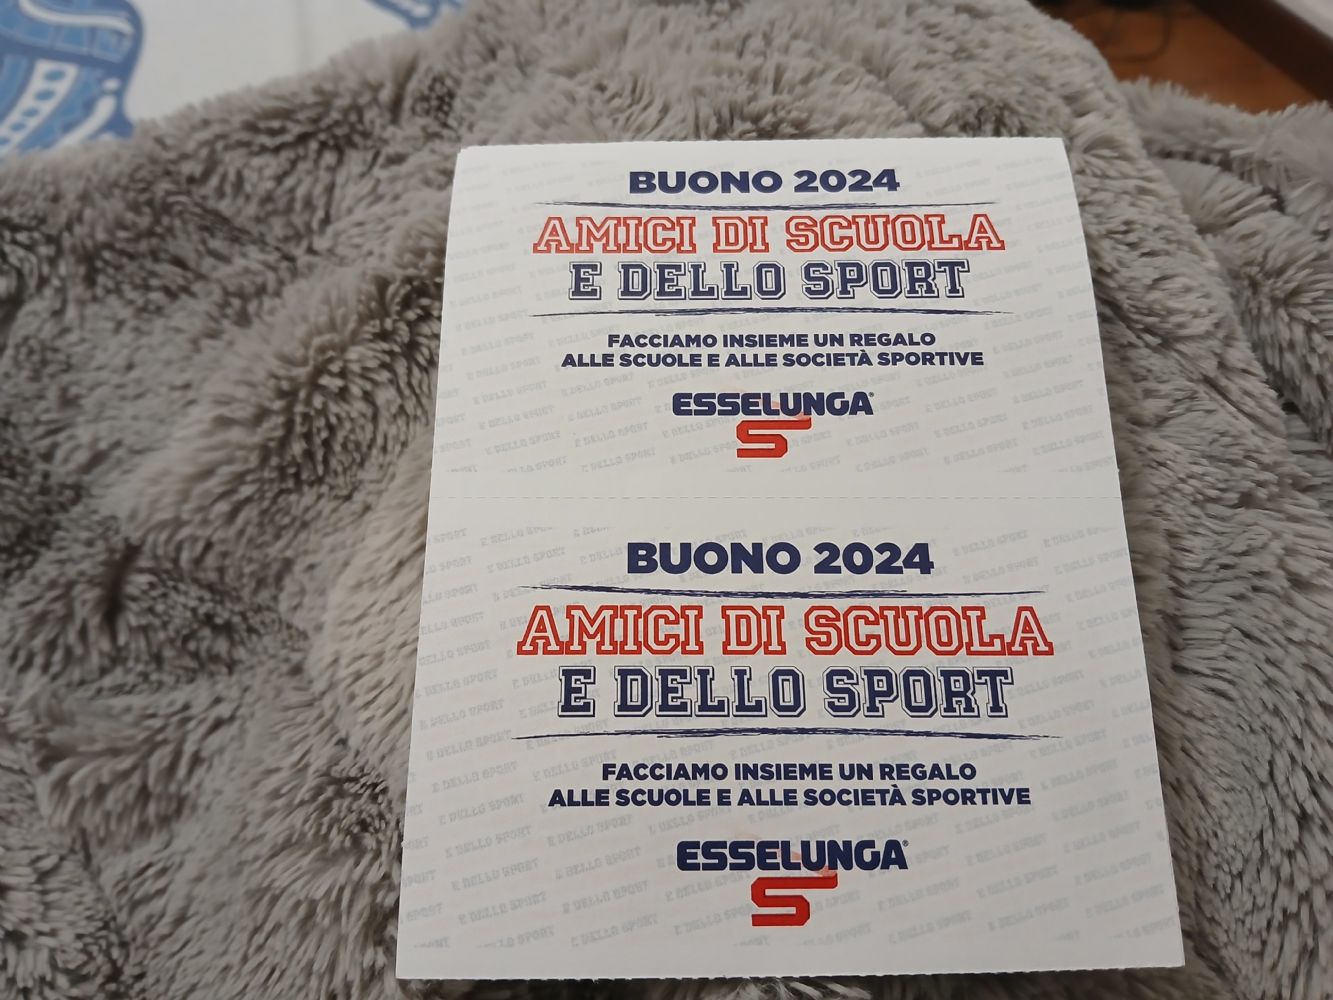 BUONO 2024
AMICI DI SCUOLA
E DELLO SPORT
FACCIAMO INSIEME UN REGALO
ALLE SCUOLE E ALLE SOCIETÀ SPORTIVE
ESSELUNGA®
S
BUONO 2024
AMICI DI SCUOLA
E DELLO SPORT
FACCIAMO INSIEME UN REGALO
ALLE SCUOLE E ALLE SOCIETÀ SPORTIVE
ESSELUNGA®
S